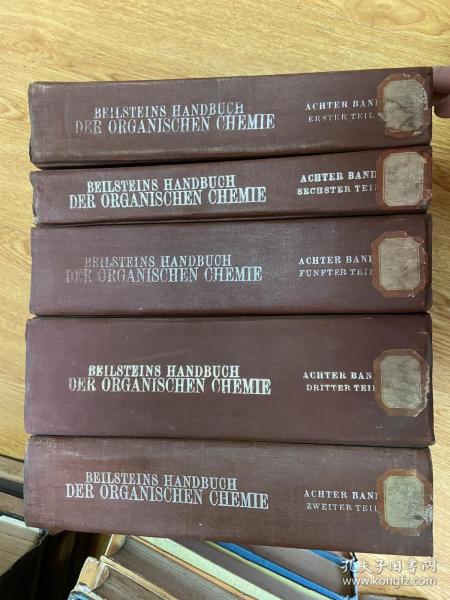 BEILSTEINS HANDBUCH
DER ORGANISCHEN CHEMIE
ACHTER BAND
ERSTER TEIL
BEILSTEINS HANDBUCH
DER ORGANISCHEN CHEMIE
ACHTER BAND
SECHSTER TEIL
BEILSTEINS HANDBUCH
DER ORGANISCHEN CHEMIE
ACHTER BAND
FÜNFTER TEIL
BEILSTEINS HANDBUCH
DER ORGANISCHEN CHEMIE
ACHTER BAND
DRITTER TEIL
BEILSTEINS HANDBUCH
DER ORGANISCHEN CHEMIE
ACHTER BAND
ZWEITER TEIL
孔夫子旧书网
www.kongfz.com